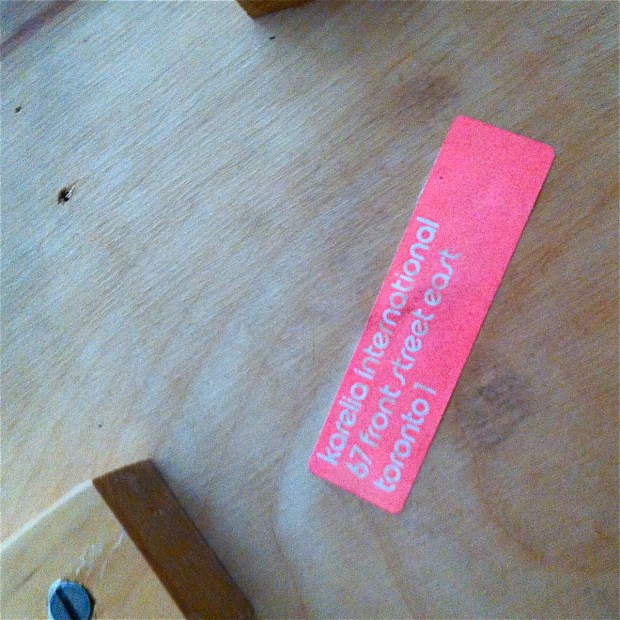 karelia international
67 front street east
toronto 1